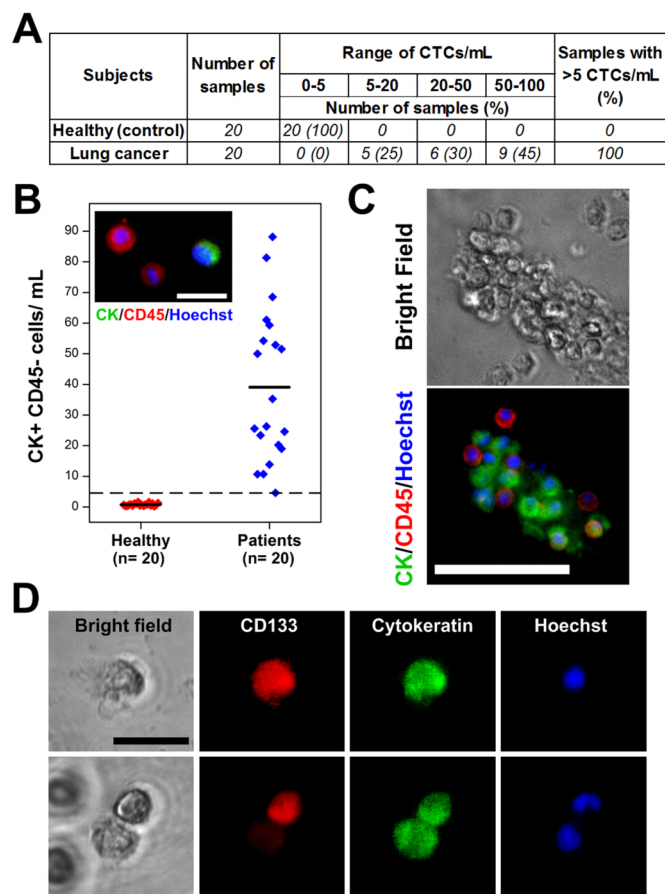 A
Subjects Number of samples Range of CTCs/mL Samples with >5 CTCs/mL (%)
0-5 5-20 20-50 50-100
Number of samples (%)
Healthy (control) 20 20 (100) 0 0 0 0
Lung cancer 20 0 (0) 5 (25) 6 (30) 9 (45) 100
B
CK+ CD45- cells/ mL
90
80
70
60
50
40
30
20
10
0
CK/CD45/Hoechst
Healthy
(n= 20)
Patients
(n= 20)
C
Bright Field
CK/CD45/Hoechst
D
Bright field CD133 Cytokeratin Hoechst